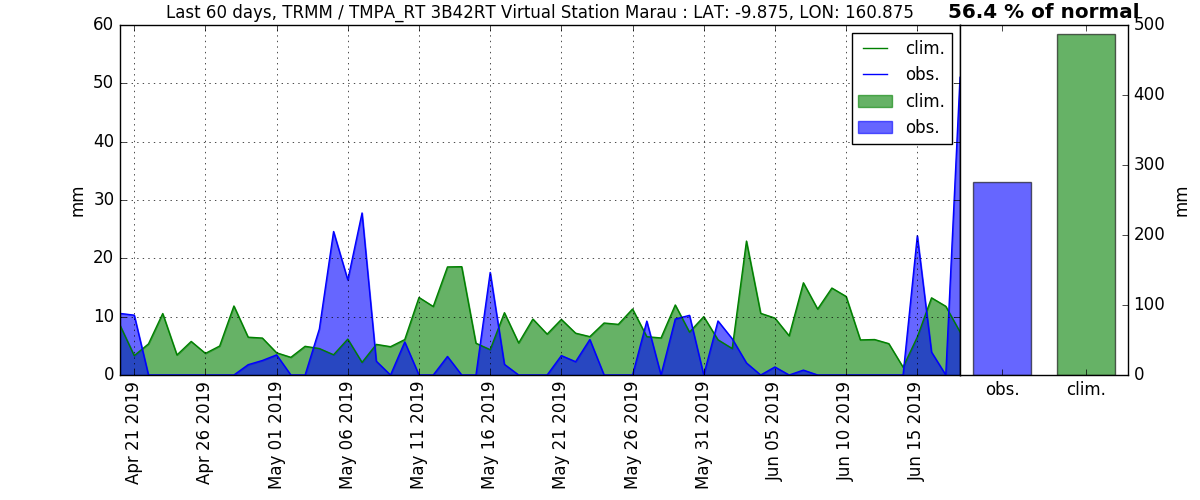 Last 60 days, TRMM / TMPA_RT 3B42RT Virtual Station Marau : LAT: -9.875, LON: 160.875
56.4 % of normal
60
50
40
30
20
10
0
mm
clim.
obs.
clim.
obs.
500
400
300
200
100
0
mm
obs.
clim.
Apr 21 2019
Apr 26 2019
May 01 2019
May 06 2019
May 11 2019
May 16 2019
May 21 2019
May 26 2019
May 31 2019
Jun 05 2019
Jun 10 2019
Jun 15 2019